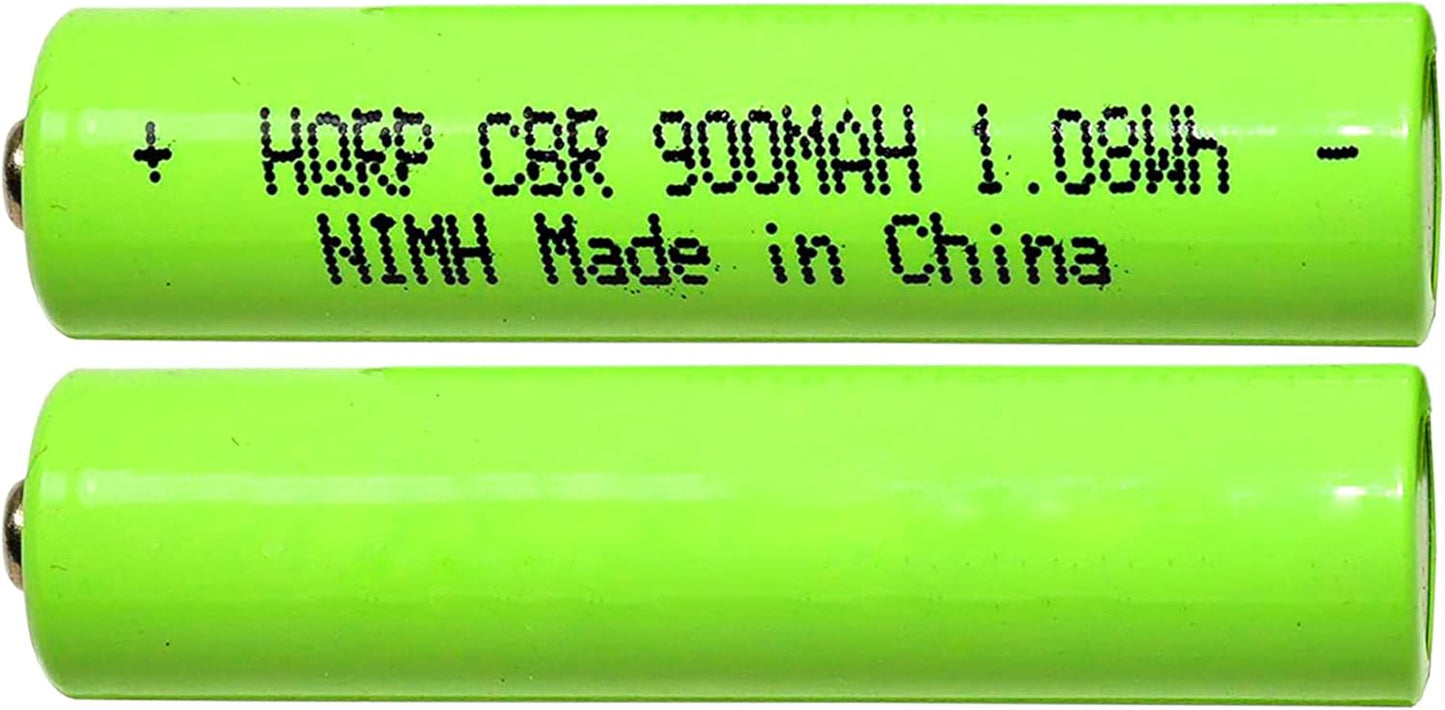 + HQRP CBR 900MAH 1.08Wh -
NIMH Made in China